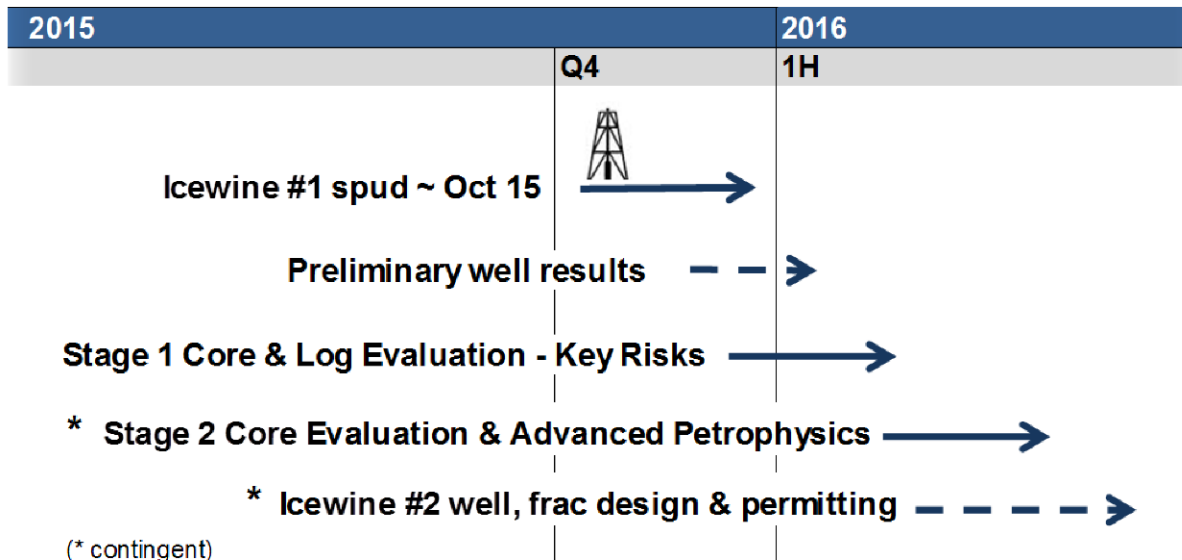 2015 2016
Q4 1H
Icewine #1 spud ~ Oct 15
Preliminary well results
Stage 1 Core & Log Evaluation - Key Risks
* Stage 2 Core Evaluation & Advanced Petrophysics
* Icewine #2 well, frac design & permitting
(* contingent)